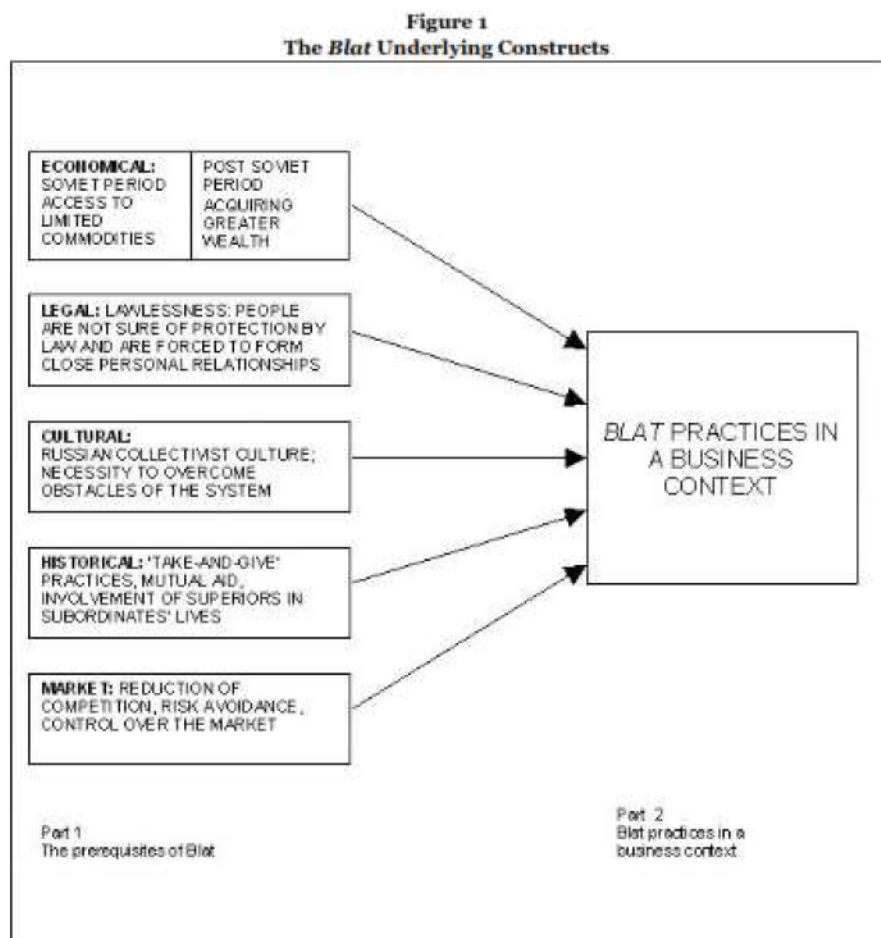 Figure 1
The Blat Underlying Constructs
ECONOMICAL:
SOVIET PERIOD
ACCESS TO
LIMITED
COMMODITIES
POST SOVIET
PERIOD
ACQUIRING
GREATER
WEALTH
LEGAL: LAWLESSNESS: PEOPLE
ARE NOT SURE OF PROTECTION BY
LAW AND ARE FORCED TO FORM
CLOSE PERSONAL RELATIONSHIPS
CULTURAL:
RUSSIAN COLLECTIVIST CULTURE;
NECESSITY TO OVERCOME
OBSTACLES OF THE SYSTEM
HISTORICAL: 'TAKE-AND-GIVE'
PRACTICES, MUTUAL AID,
INVOLVEMENT OF SUPERIORS IN
SUBORDINATES' LIVES
MARKET: REDUCTION OF
COMPETITION, RISK AVOIDANCE,
CONTROL OVER THE MARKET
BLAT PRACTICES IN
A BUSINESS
CONTEXT
Part 1
The prerequisites of Blat
Part 2
Blat practices in a
business context